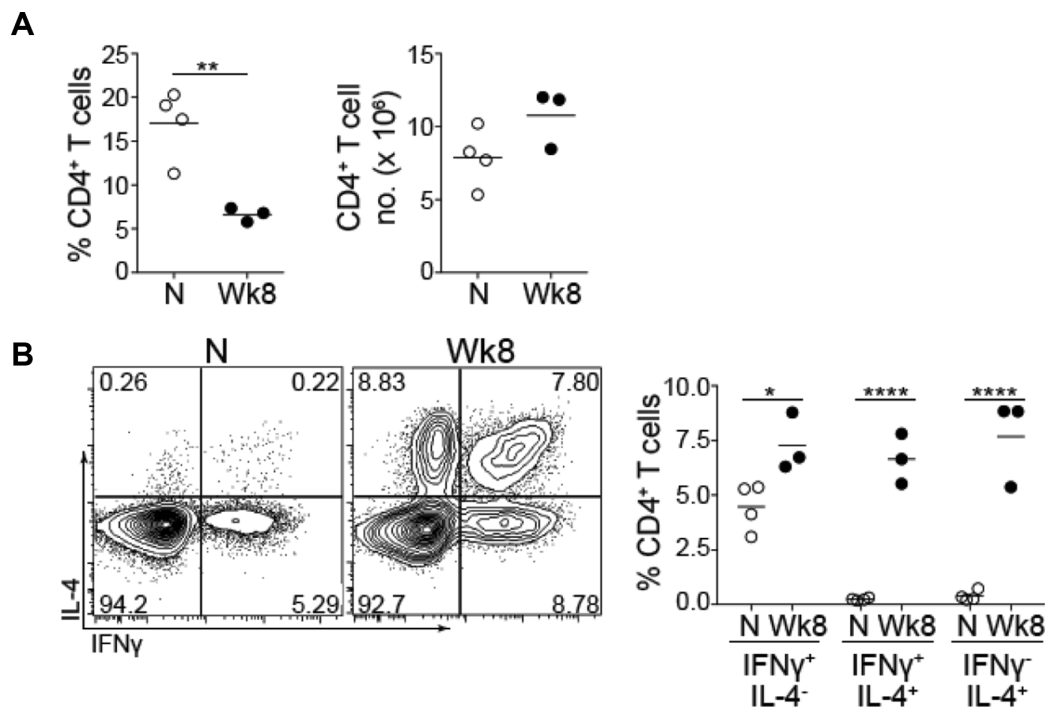 A
% CD4⁺ T cells
25
20
15
10
5
0
**
N Wk8
CD4⁺ T cell
no. (x 10⁶)
15
10
5
0
N Wk8
B
N
0.26 0.22
94.2 5.29
Wk8
8.83 7.80
92.7 8.78
IL-4
IFNγ
% CD4⁺ T cells
10.0
7.5
5.0
2.5
0.0
* **** ****
N Wk8 N Wk8 N Wk8
IFNγ⁺ IFNγ⁺ IFNγ⁻
IL-4⁻ IL-4⁺ IL-4⁺